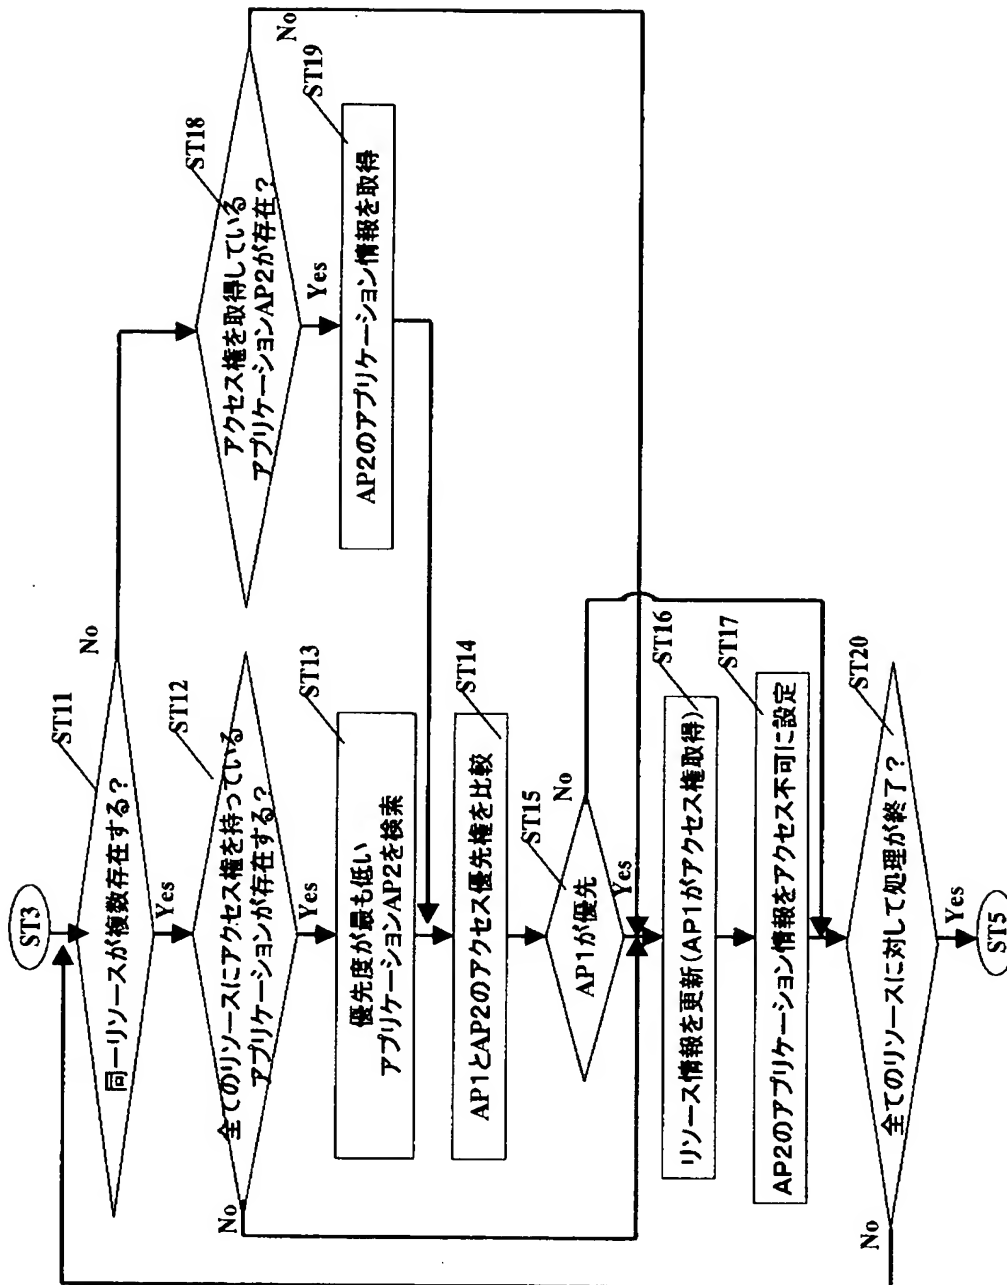 ST3
ST11
同一リソースが複数存在する?
No
Yes
ST12
全てのリソースにアクセス権を持っている
アプリケーションが存在する?
No
Yes
ST13
優先度が最も低い
アプリケーションAP2を検索
ST14
AP1とAP2のアクセス優先権を比較
ST15
AP1が優先
No
Yes
ST16
リソース情報を更新(AP1がアクセス権取得)
ST17
AP2のアプリケーション情報をアクセス不可に設定
ST18
アクセス権を取得している
アプリケーションAP2が存在?
No
Yes
ST19
AP2のアプリケーション情報を取得
ST20
全てのリソースに対して処理が終了?
No
Yes
ST5